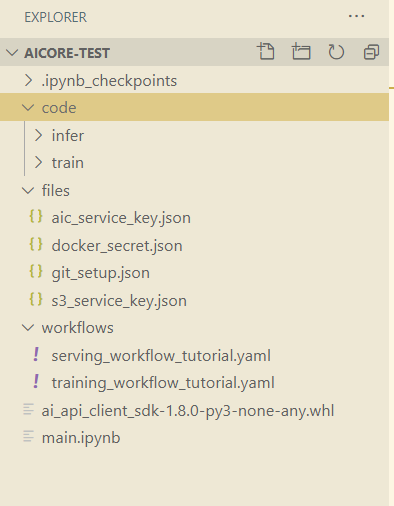 EXPLORER
AICORE-TEST
.ipynb_checkpoints
code
infer
train
files
{} aic_service_key.json
{} docker_secret.json
{} git_setup.json
{} s3_service_key.json
workflows
! serving_workflow_tutorial.yaml
! training_workflow_tutorial.yaml
ai_api_client_sdk-1.8.0-py3-none-any.whl
main.ipynb